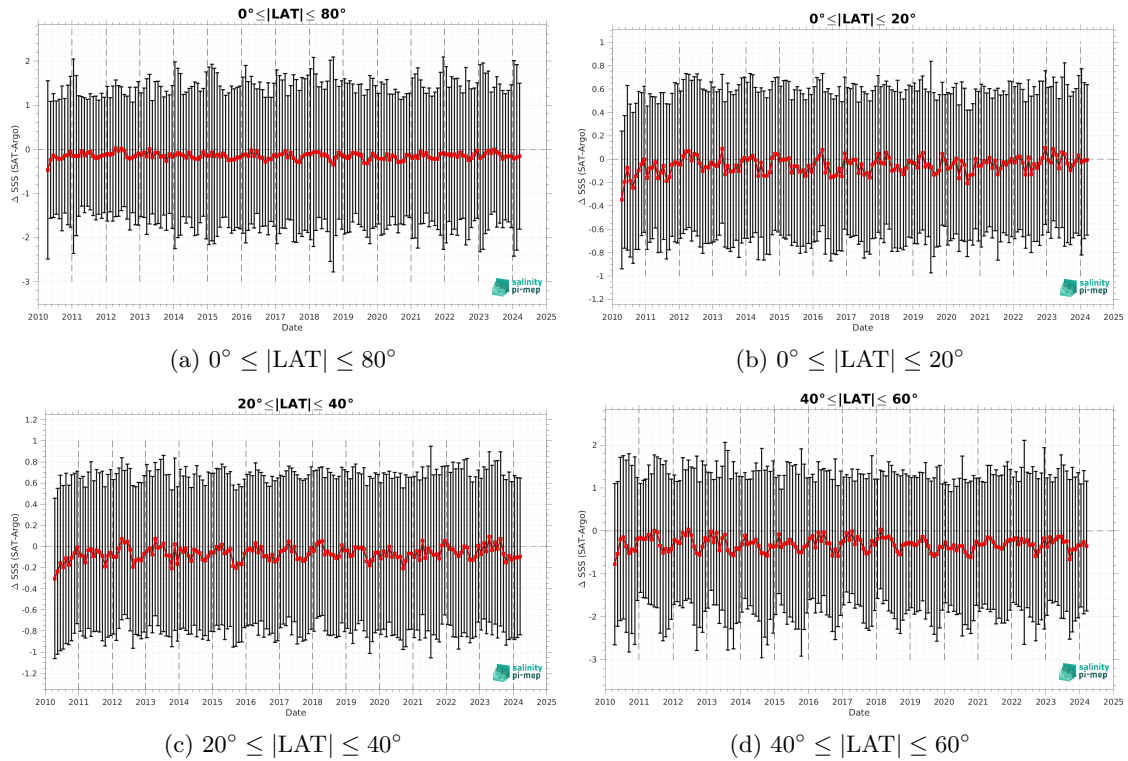 0°≤|LAT|≤ 80°
Δ SSS (SAT-Argo)
2
1
0
-1
-2
-3
2010 2011 2012 2013 2014 2015 2016 2017 2018 2019 2020 2021 2022 2023 2024 2025
Date
salinity
pi-mep
(a) 0° ≤ |LAT| ≤ 80°
0°≤|LAT|≤ 20°
Δ SSS (SAT-Argo)
1
0.8
0.6
0.4
0.2
0
-0.2
-0.4
-0.6
-0.8
-1
-1.2
2010 2011 2012 2013 2014 2015 2016 2017 2018 2019 2020 2021 2022 2023 2024 2025
Date
salinity
pi-mep
(b) 0° ≤ |LAT| ≤ 20°
20°≤|LAT|≤ 40°
Δ SSS (SAT-Argo)
1.2
1
0.8
0.6
0.4
0.2
0
-0.2
-0.4
-0.6
-0.8
-1
-1.2
2010 2011 2012 2013 2014 2015 2016 2017 2018 2019 2020 2021 2022 2023 2024 2025
Date
salinity
pi-mep
(c) 20° ≤ |LAT| ≤ 40°
40°≤|LAT|≤ 60°
Δ SSS (SAT-Argo)
2
1
0
-1
-2
-3
2010 2011 2012 2013 2014 2015 2016 2017 2018 2019 2020 2021 2022 2023 2024 2025
Date
salinity
pi-mep
(d) 40° ≤ |LAT| ≤ 60°